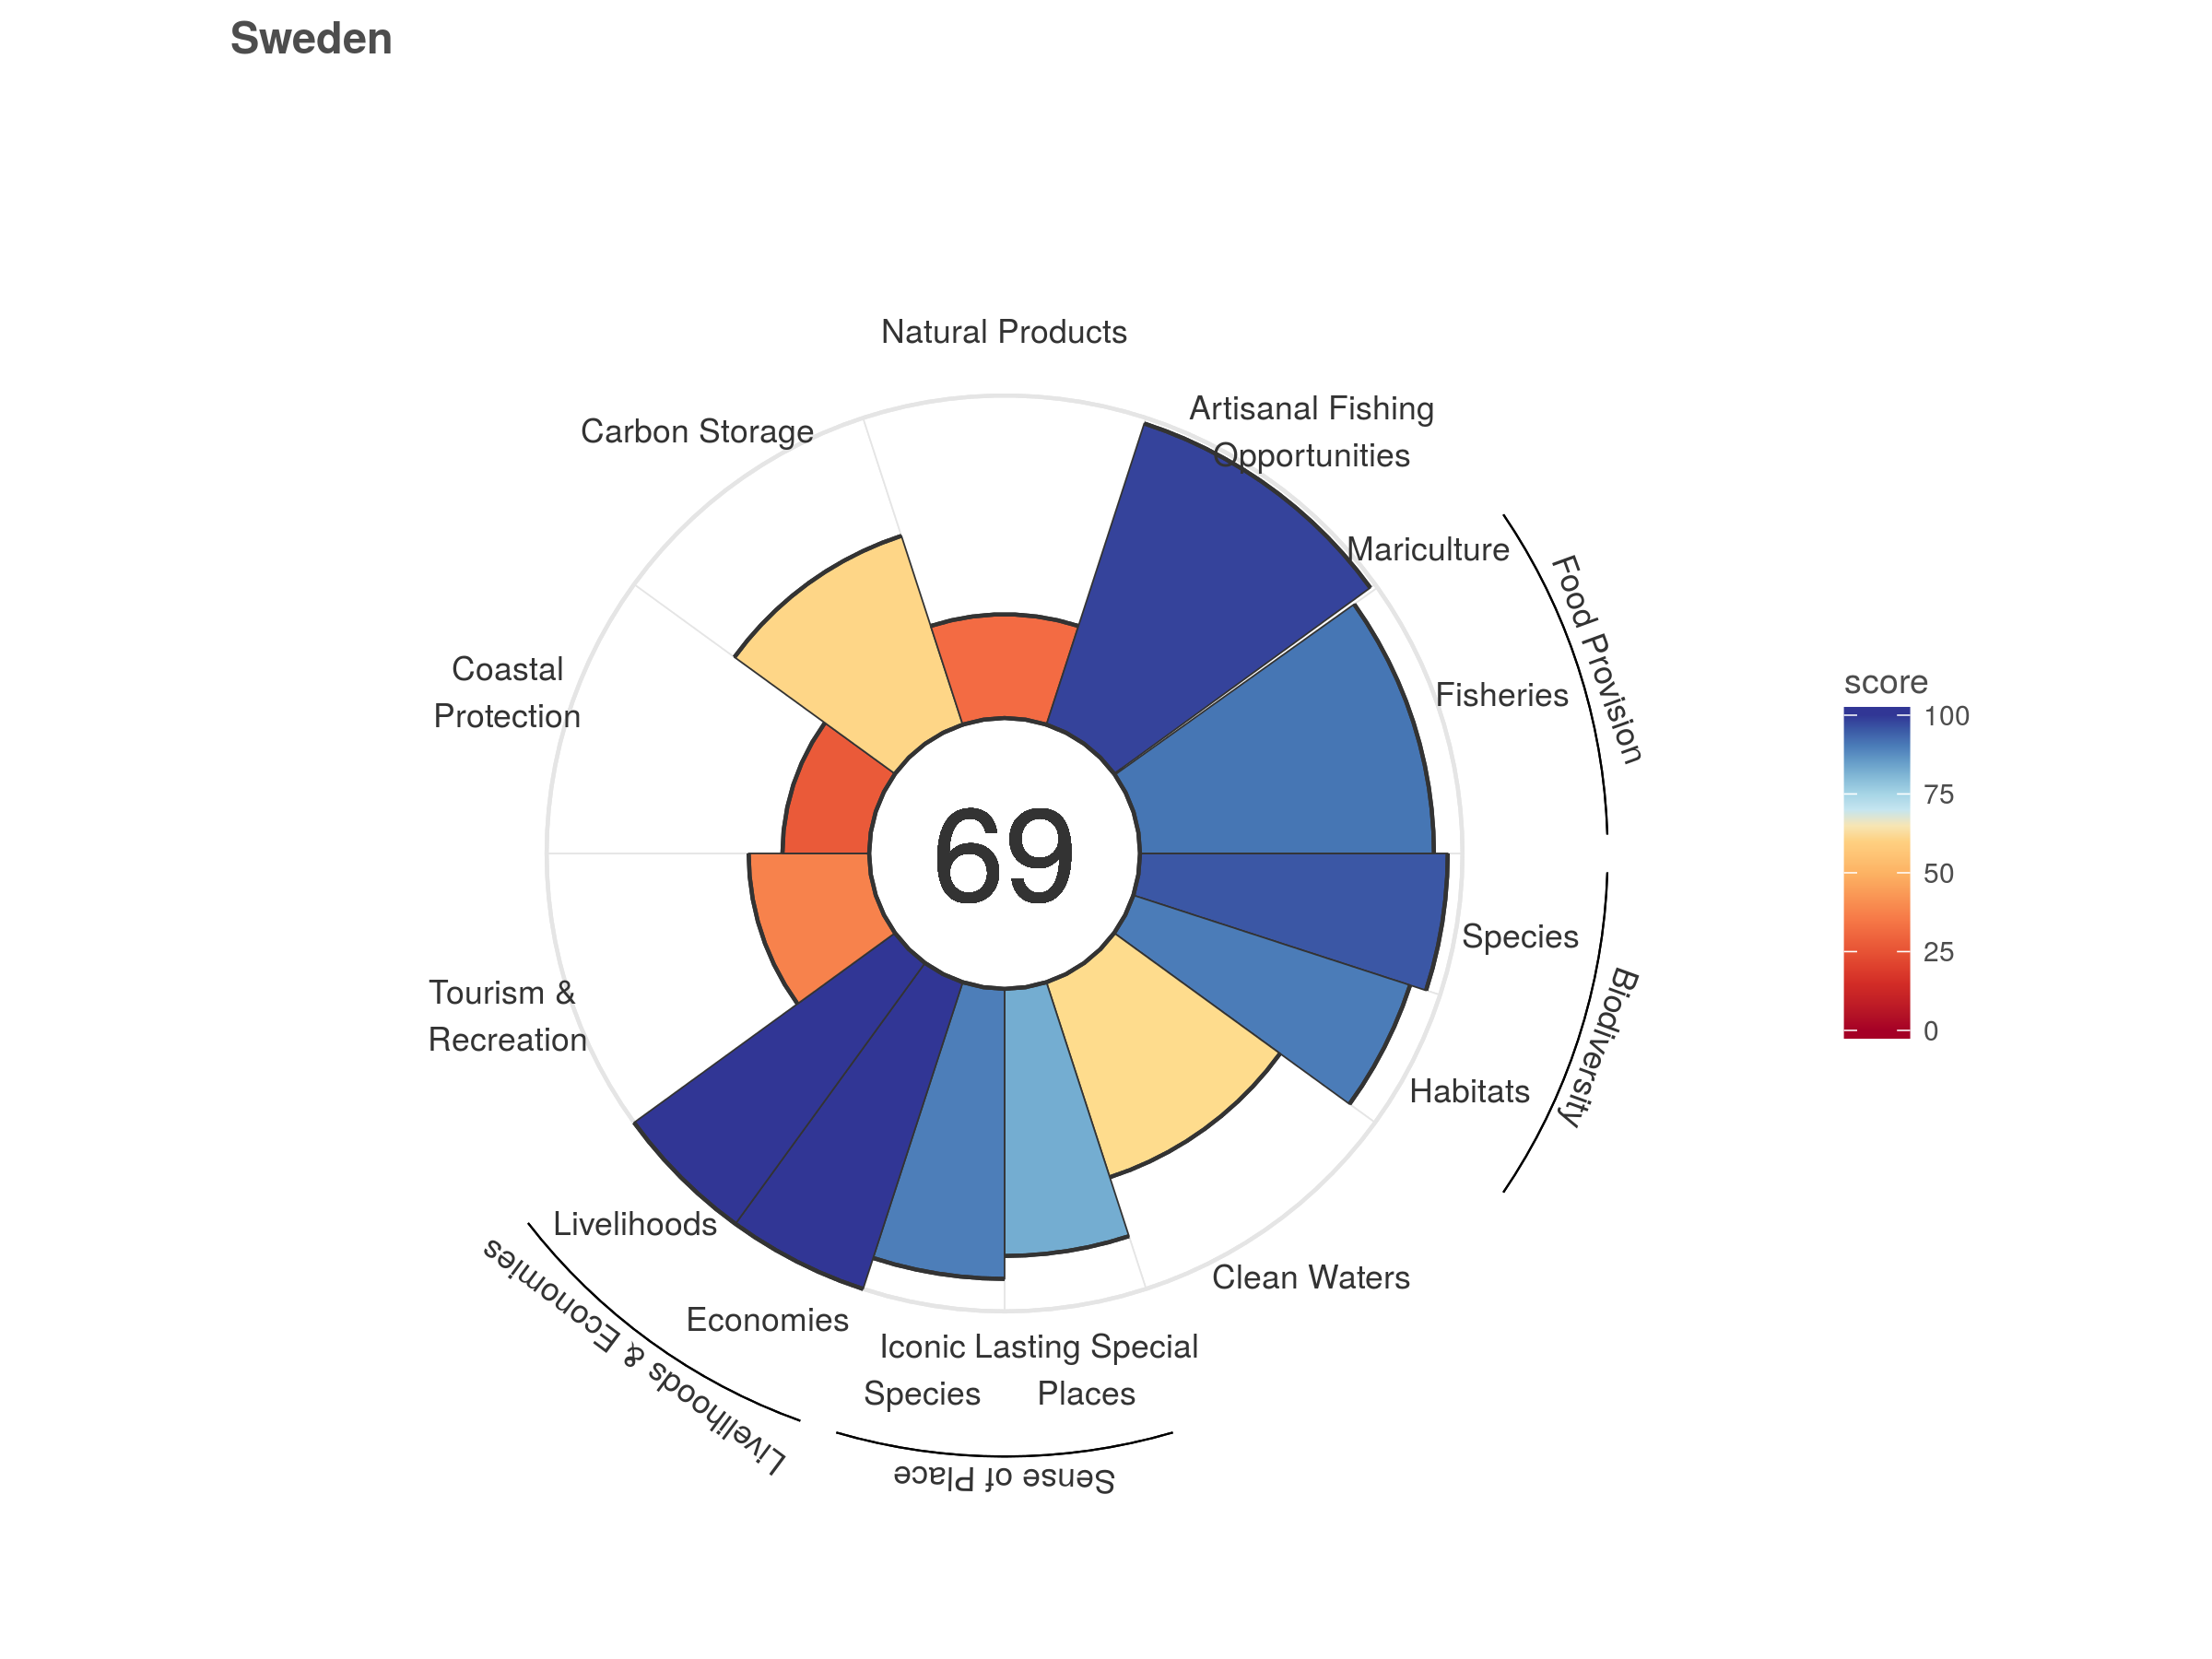 Sweden
Natural Products
Artisanal Fishing
Opportunities
Carbon Storage
Mariculture
Food Provision
Coastal
Protection
Fisheries
score
100
75
50
25
0
69
Species
Biodiversity
Tourism &
Recreation
Habitats
Livelihoods
Clean Waters
Economies
Livelihoods & Economies
Iconic
Species
Lasting Special
Places
Sense of Place